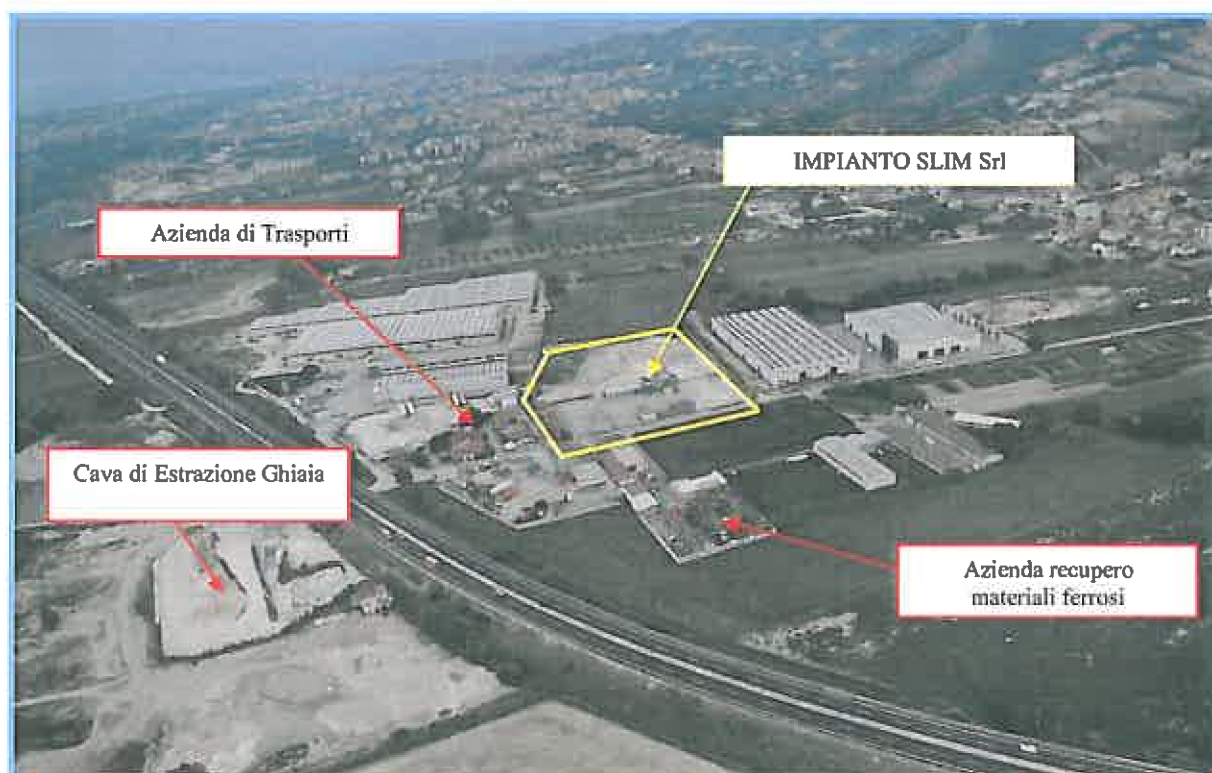 IMPIANTO SLIM Srl
Azienda di Trasporti
Cava di Estrazione Ghiaia
Azienda recupero
materiali ferrosi